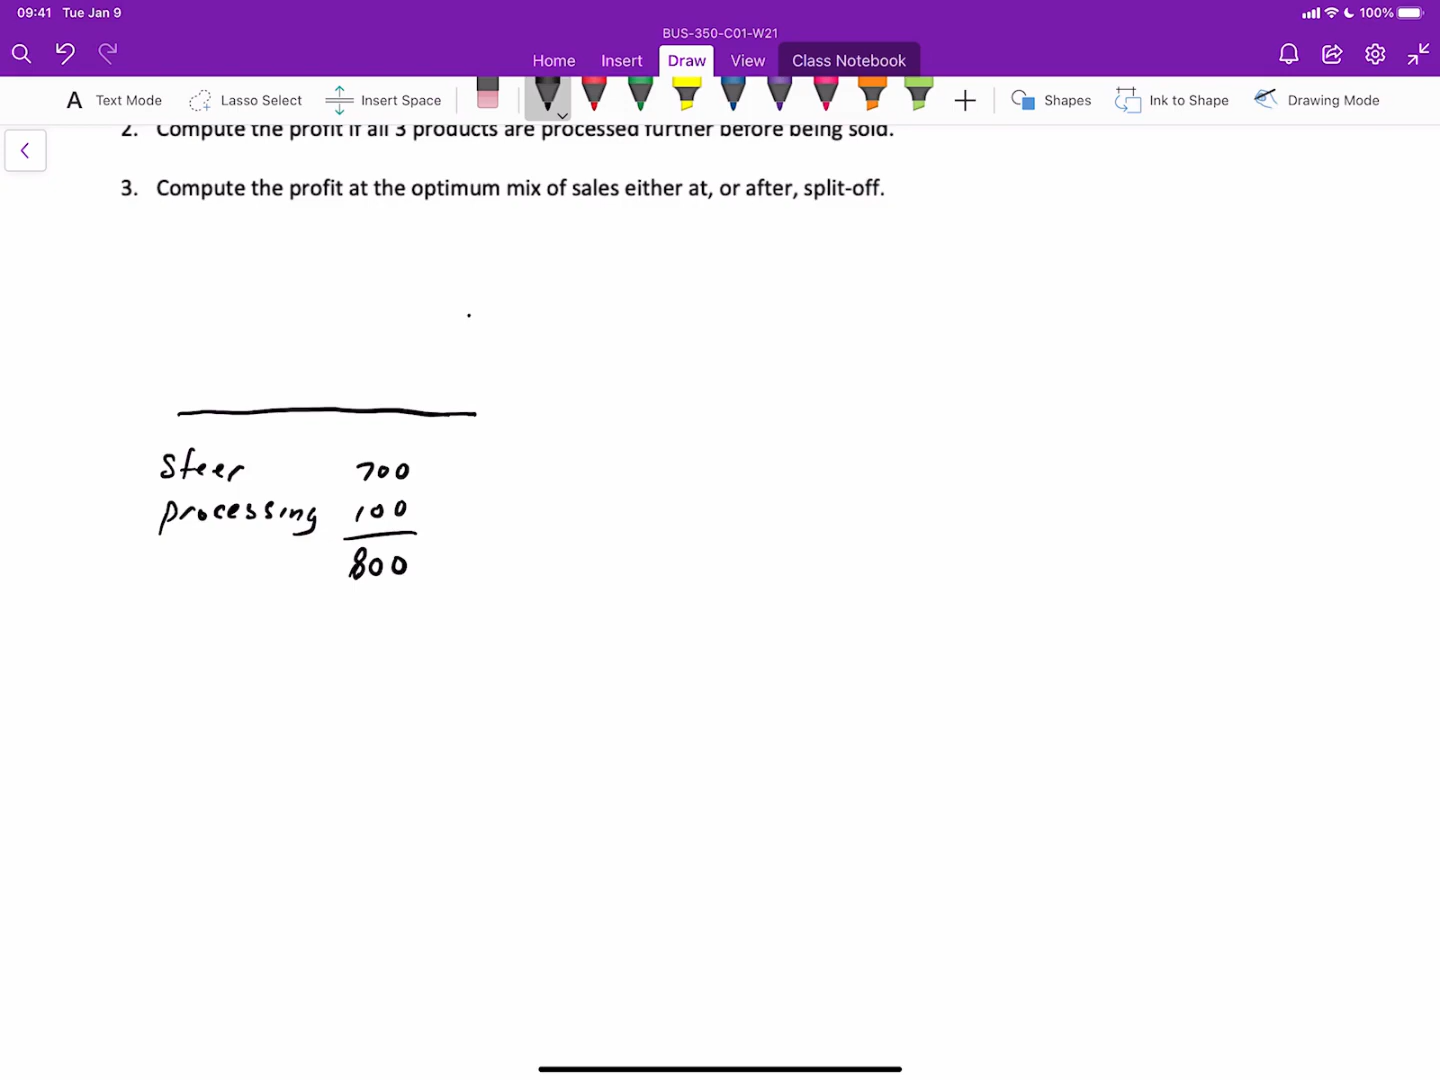 09:41 Tue Jan 9 100%
BUS-350-C01-W21
Home Insert Draw View Class Notebook
A Text Mode Lasso Select Insert Space Shapes Ink to Shape Drawing Mode
2. Compute the profit if all 3 products are processed further before being sold.
3. Compute the profit at the optimum mix of sales either at, or after, split-off.
Steer 700
processing 100
800